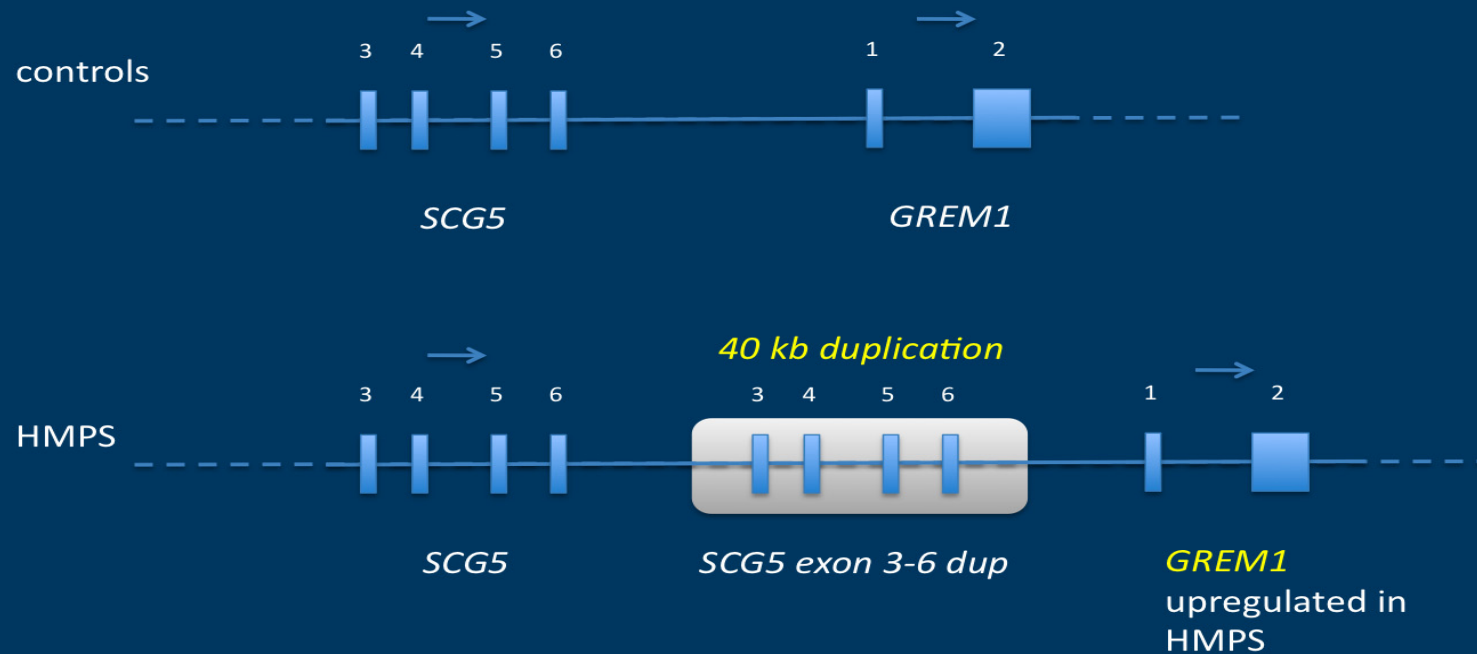 3 4 5 6 1 2
controls
SCG5 GREM1
40 kb duplication
3 4 5 6 3 4 5 6 1 2
HMPS
SCG5 SCG5 exon 3-6 dup GREM1
upregulated in
HMPS